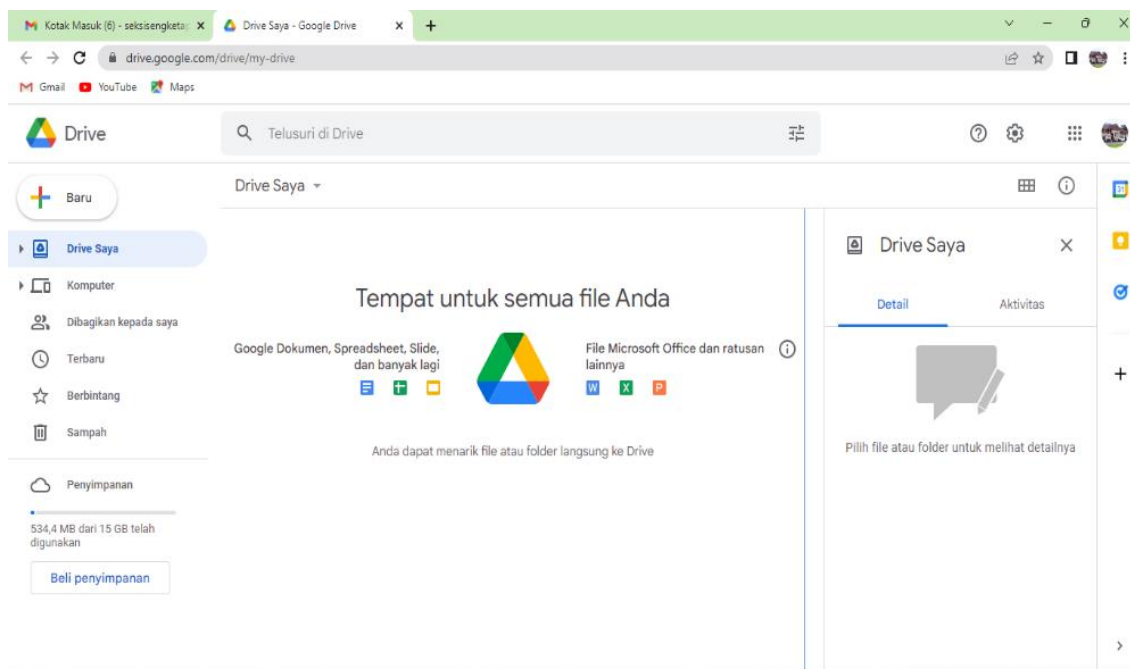 Kotak Masuk (6) - seksisengketa
Drive Saya - Google Drive
drive.google.com/drive/my-drive
Gmail
YouTube
Maps
Drive
Telusuri di Drive
Baru
Drive Saya
Komputer
Dibagikan kepada saya
Terbaru
Berbintang
Sampah
Penyimpanan
534,4 MB dari 15 GB telah
digunakan
Beli penyimpanan
Drive Saya
Tempat untuk semua file Anda
Google Dokumen, Spreadsheet, Slide,
dan banyak lagi
File Microsoft Office dan ratusan
lainnya
W X P
Anda dapat menarik file atau folder langsung ke Drive
Drive Saya
Detail
Aktivitas
Pilih file atau folder untuk melihat detailnya
31